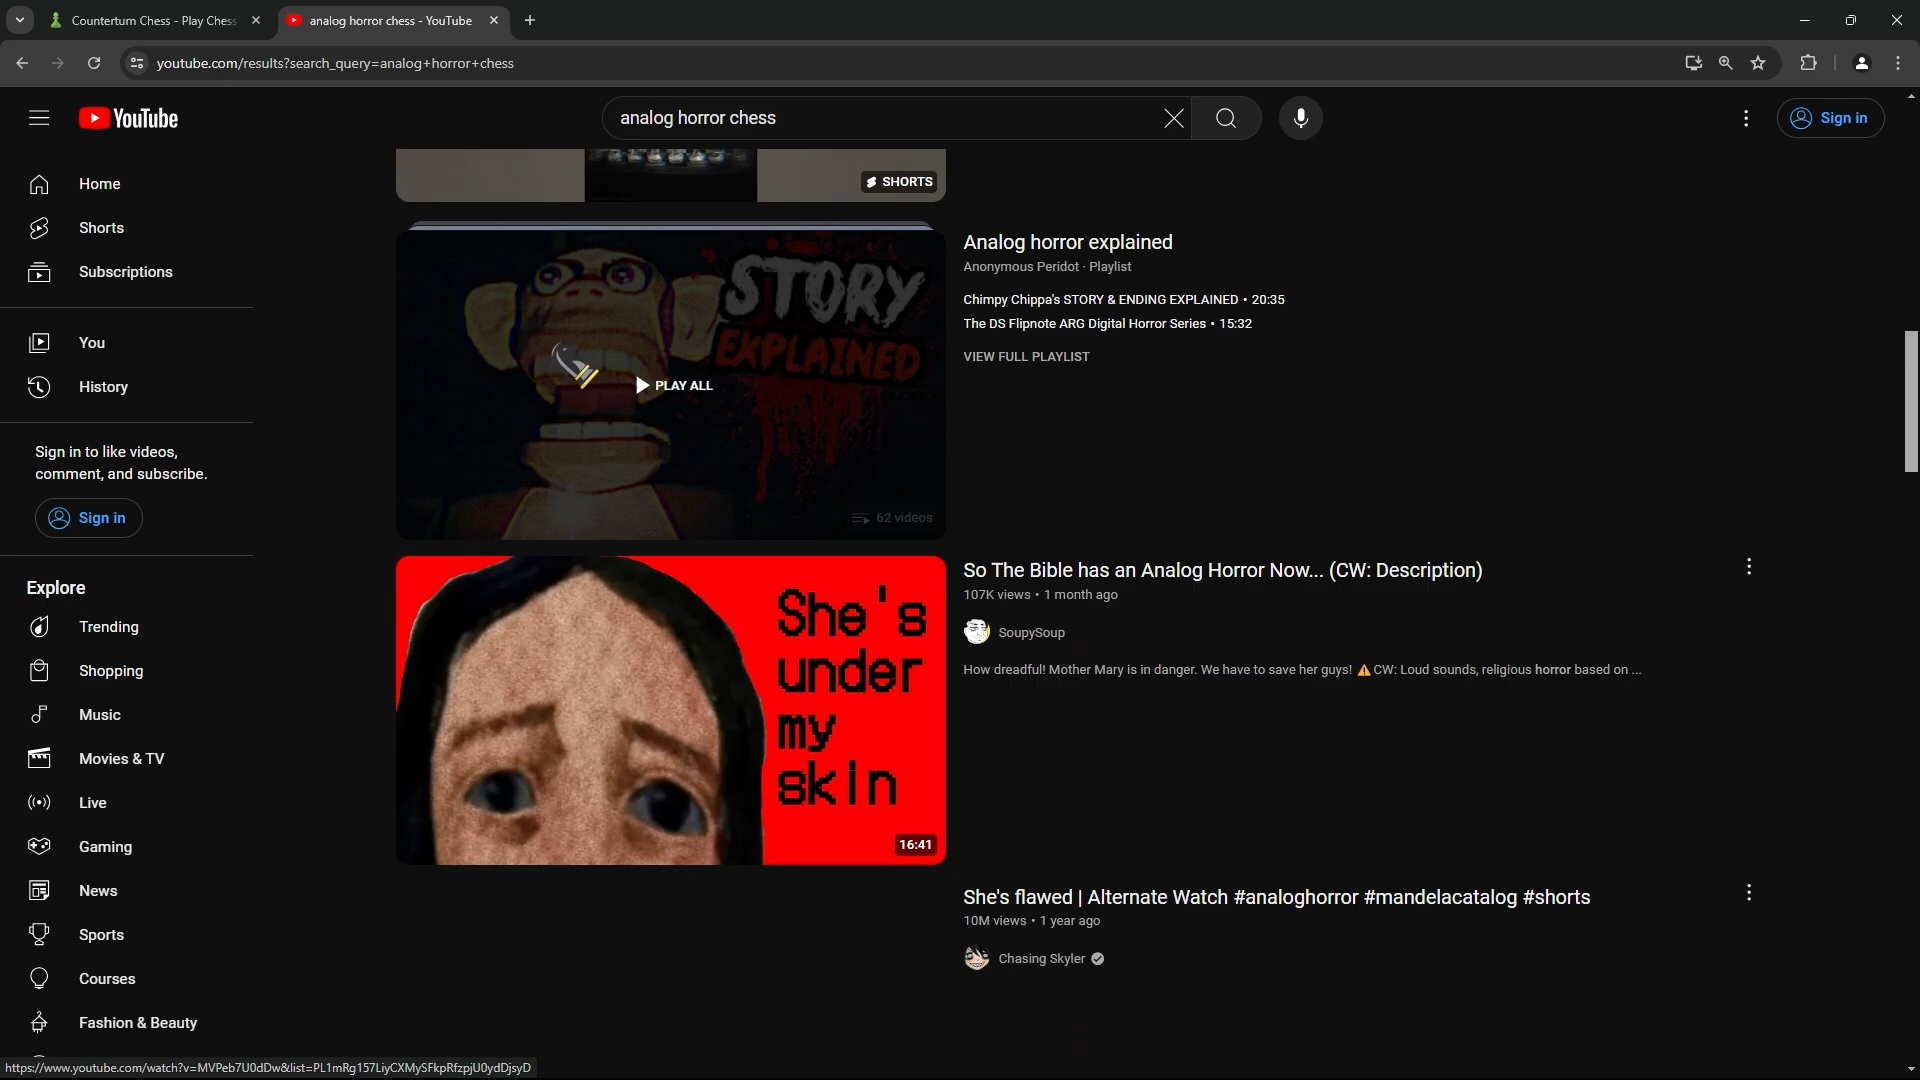 Counterturn Chess - Play Chess
analog horror chess - YouTube
youtube.com/results?search_query=analog+horror+chess
YouTube
analog horror chess
Sign in
Home
Shorts
Subscriptions
You
History
Sign in to like videos,
comment, and subscribe.
Sign in
Explore
Trending
Shopping
Music
Movies & TV
Live
Gaming
News
Sports
Courses
Fashion & Beauty
SHORTS
STORY
EXPLAINED
PLAY ALL
62 videos
Analog horror explained
Anonymous Peridot · Playlist
Chimpy Chippa's STORY & ENDING EXPLAINED • 20:35
The DS Flipnote ARG Digital Horror Series • 15:32
VIEW FULL PLAYLIST
She's
under
my
skin
16:41
So The Bible has an Analog Horror Now... (CW: Description)
107K views • 1 month ago
SoupySoup
How dreadful! Mother Mary is in danger. We have to save her guys! ⚠ CW: Loud sounds, religious horror based on ...
She's flawed | Alternate Watch #analoghorror #mandelacatalog #shorts
10M views • 1 year ago
Chasing Skyler
https://www.youtube.com/watch?v=MVPeb7U0dDw&list=PL1mRg157LiyCXMySFkpRfzpjU0ydDjsyD